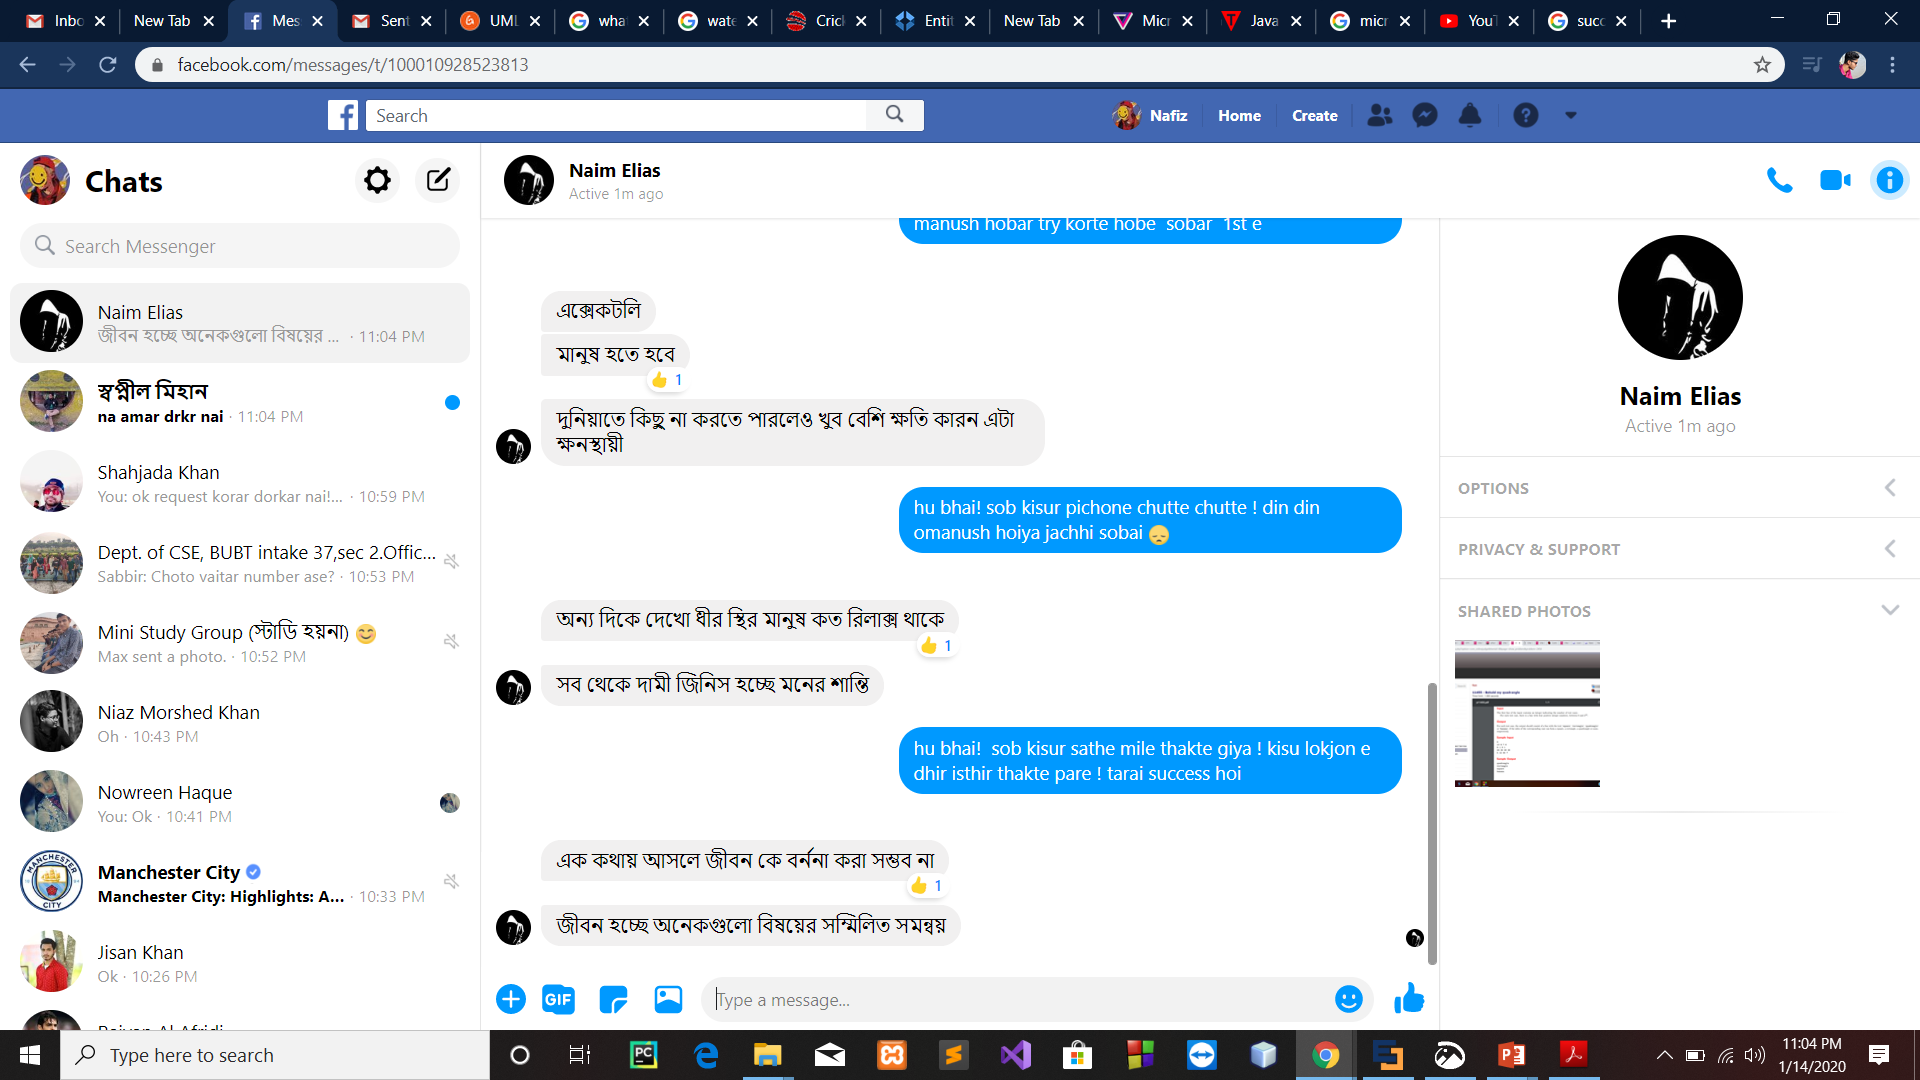 Inbo
New Tab
Mes
Sent
UML
what
wate
Crick
Entit
New Tab
Micr
Java
micr
YouT
succ
facebook.com/messages/t/100010928523813
Search
Nafiz
Home
Create
Chats
Search Messenger
Naim Elias
জীবন হচ্ছে অনেকগুলো বিষয়ের ... · 11:04 PM
স্বপ্নীল মিহান
na amar drkr nai · 11:04 PM
Shahjada Khan
You: ok request korar dorkar nai!... · 10:59 PM
Dept. of CSE, BUBT intake 37,sec 2.Offic...
Sabbir: Choto vaitar number ase? · 10:53 PM
Mini Study Group (স্টাডি হয়না) 😊
Max sent a photo. · 10:52 PM
Niaz Morshed Khan
Oh · 10:43 PM
Nowreen Haque
You: Ok · 10:41 PM
Manchester City
Manchester City: Highlights: A... · 10:33 PM
Jisan Khan
Ok · 10:26 PM
Naim Elias
Active 1m ago
manush hobar try korte hobe  sobar  1st e
এক্সেকটলি
মানুষ হতে হবে
👍 1
দুনিয়াতে কিছু না করতে পারলেও খুব বেশি ক্ষতি কারন এটা
ক্ষনস্থায়ী
hu bhai! sob kisur pichone chutte chutte ! din din
omanush hoiya jachhi sobai 😞
অন্য দিকে দেখো ধীর স্থির মানুষ কত রিলাক্স থাকে
👍 1
সব থেকে দামী জিনিস হচ্ছে মনের শান্তি
hu bhai!  sob kisur sathe mile thakte giya ! kisu lokjon e
dhir isthir thakte pare ! tarai success hoi
এক কথায় আসলে জীবন কে বর্ননা করা সম্ভব না
👍 1
জীবন হচ্ছে অনেকগুলো বিষয়ের সম্মিলিত সমন্বয়
GIF
Type a message...
Naim Elias
Active 1m ago
OPTIONS
PRIVACY & SUPPORT
SHARED PHOTOS
Type here to search
11:04 PM
1/14/2020